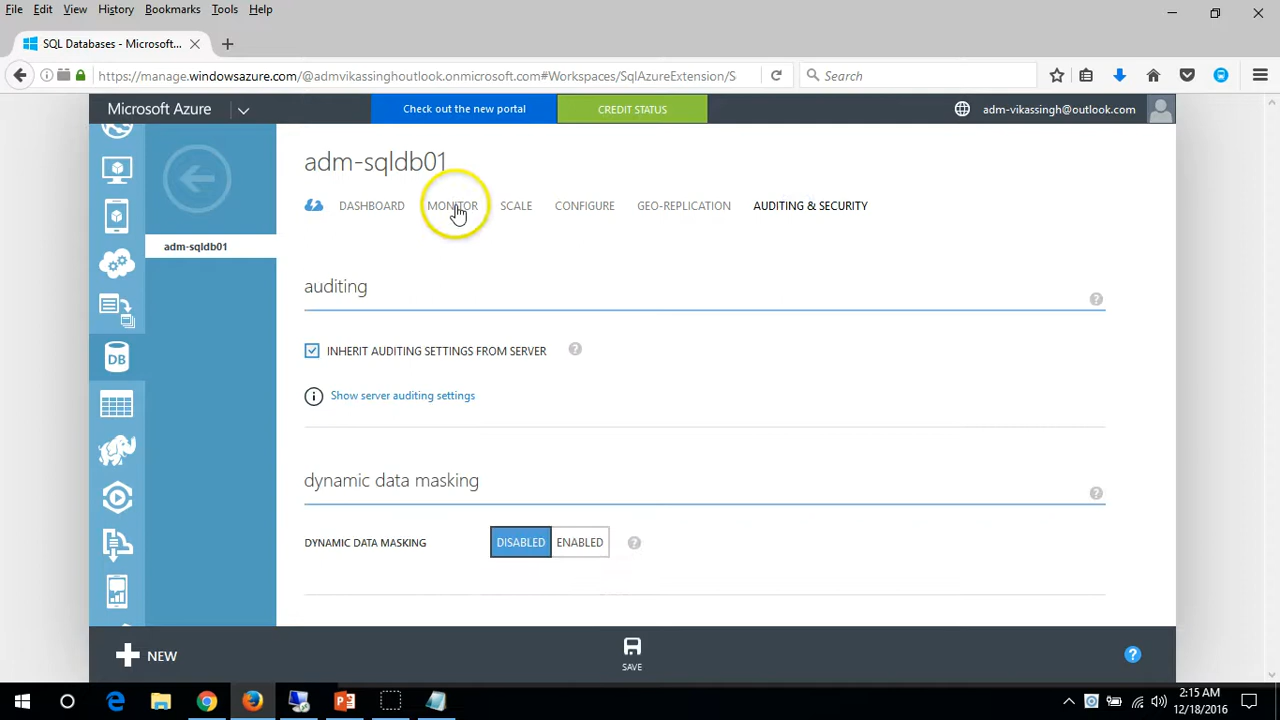 File Edit View History Bookmarks Tools Help
SQL Databases - Microsoft...
https://manage.windowsazure.com/@admvikassinghoutlook.onmicrosoft.com#Workspaces/SqlAzureExtension/S
Search
Microsoft Azure
Check out the new portal
CREDIT STATUS
adm-vikassingh@outlook.com
adm-sqldb01
DASHBOARD MONITOR SCALE CONFIGURE GEO-REPLICATION AUDITING & SECURITY
adm-sqldb01
auditing
?
INHERIT AUDITING SETTINGS FROM SERVER ?
Show server auditing settings
DB
dynamic data masking
?
DYNAMIC DATA MASKING DISABLED ENABLED ?
NEW
SAVE
?
2:15 AM
12/18/2016